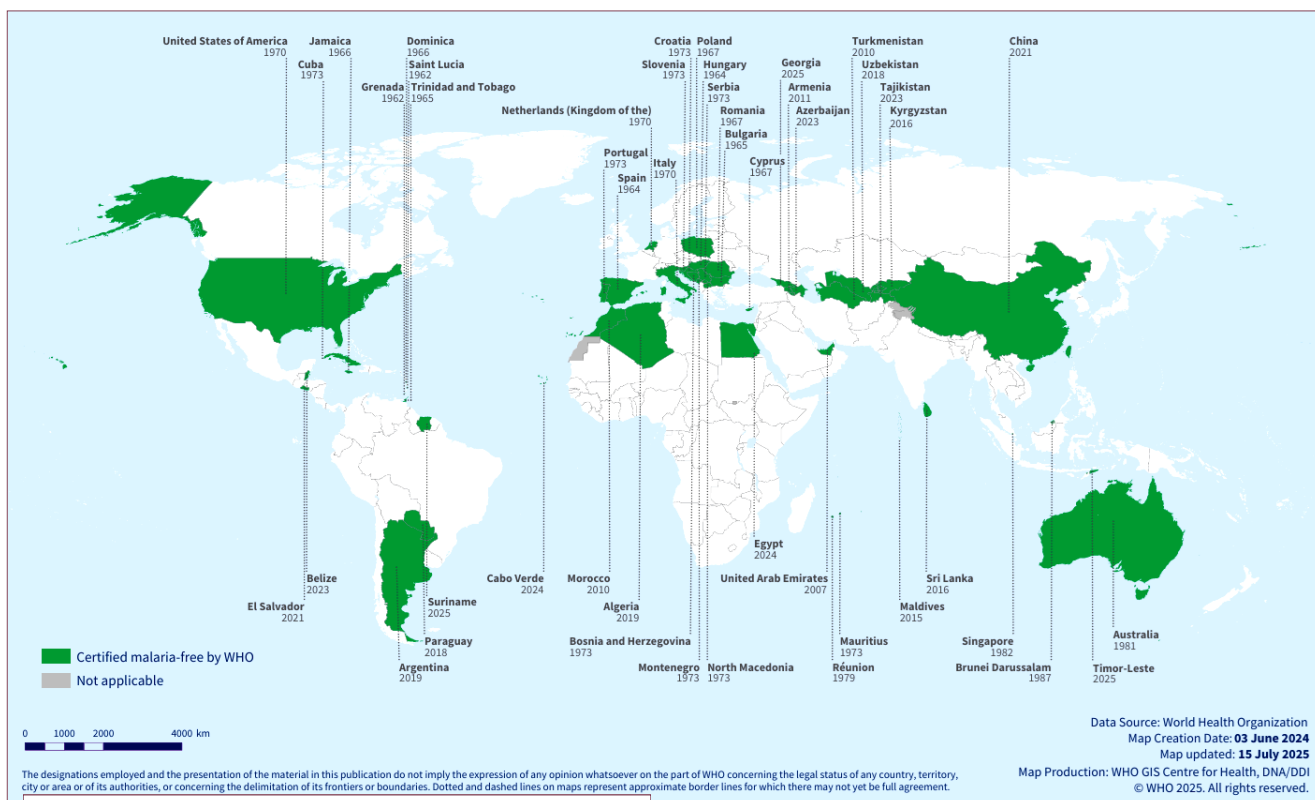 United States of America
1970
Jamaica
1966
Dominica
1966
Croatia
1973
Poland
1967
Turkmenistan
2010
China
2021
Cuba
1973
Saint Lucia
1962
Slovenia
1973
Hungary
1964
Georgia
2025
Uzbekistan
2018
Grenada
1962
Trinidad and Tobago
1965
Serbia
1973
Armenia
2011
Tajikistan
2023
Netherlands (Kingdom of the)
1970
Romania
1967
Azerbaijan
2023
Kyrgyzstan
2016
Bulgaria
1965
Portugal
1973
Italy
1970
Cyprus
1967
Spain
1964
Egypt
2024
Belize
2023
Cabo Verde
2024
Morocco
2010
United Arab Emirates
2007
Sri Lanka
2016
El Salvador
2021
Suriname
2025
Algeria
2019
Maldives
2015
Paraguay
2018
Bosnia and Herzegovina
1973
Mauritius
1973
Singapore
1982
Australia
1981
Argentina
2019
Montenegro
1973
North Macedonia
1973
Réunion
1979
Brunei Darussalam
1987
Timor-Leste
2025
Certified malaria-free by WHO
Not applicable
0 1000 2000 4000 km
Data Source: World Health Organization
Map Creation Date: 03 June 2024
Map updated: 15 July 2025
Map Production: WHO GIS Centre for Health, DNA/DDI
© WHO 2025. All rights reserved.
The designations employed and the presentation of the material in this publication do not imply the expression of any opinion whatsoever on the part of WHO concerning the legal status of any country, territory,
city or area or of its authorities, or concerning the delimitation of its frontiers or boundaries. Dotted and dashed lines on maps represent approximate border lines for which there may not yet be full agreement.